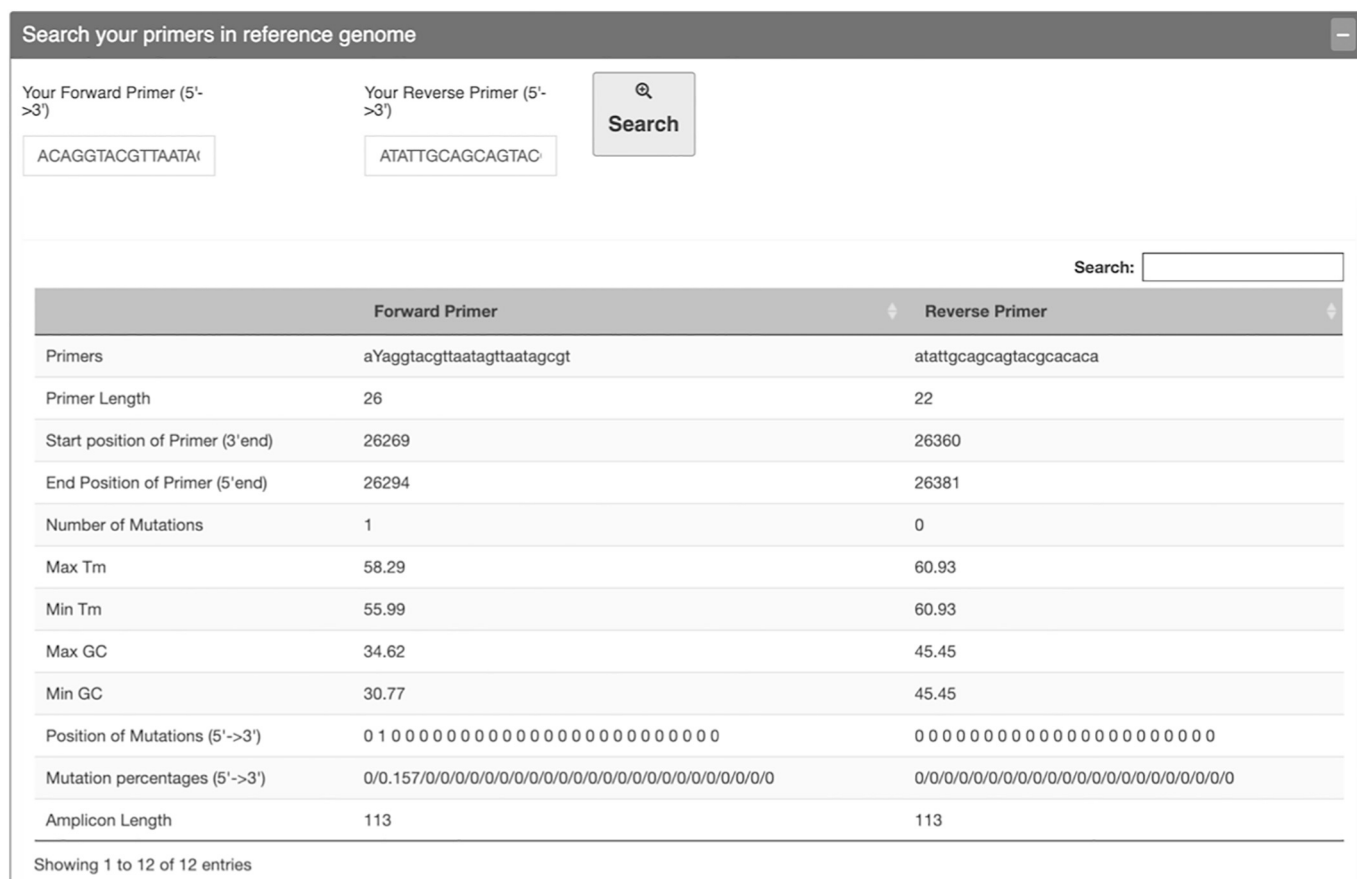 Search your primers in reference genome
Your Forward Primer (5'-
>3')
Your Reverse Primer (5'-
>3')
Search
ACAGGTACGTTAATA
ATATTGCAGCAGTAC
Search:
Forward Primer Reverse Primer
Primers aYaggtacgttaatagttaatagcgt atattgcagcagtacgcacaca
Primer Length 26 22
Start position of Primer (3'end) 26269 26360
End Position of Primer (5'end) 26294 26381
Number of Mutations 1 0
Max Tm 58.29 60.93
Min Tm 55.99 60.93
Max GC 34.62 45.45
Min GC 30.77 45.45
Position of Mutations (5'->3') 0 1 0 0 0 0 0 0 0 0 0 0 0 0 0 0 0 0 0 0 0 0 0 0 0 0 0 0 0 0 0 0 0 0 0 0 0 0 0 0 0 0 0 0 0 0 0 0
Mutation percentages (5'->3') 0/0.157/0/0/0/0/0/0/0/0/0/0/0/0/0/0/0/0/0/0/0/0/0/0/0/0 0/0/0/0/0/0/0/0/0/0/0/0/0/0/0/0/0/0/0/0/0/0
Amplicon Length 113 113
Showing 1 to 12 of 12 entries